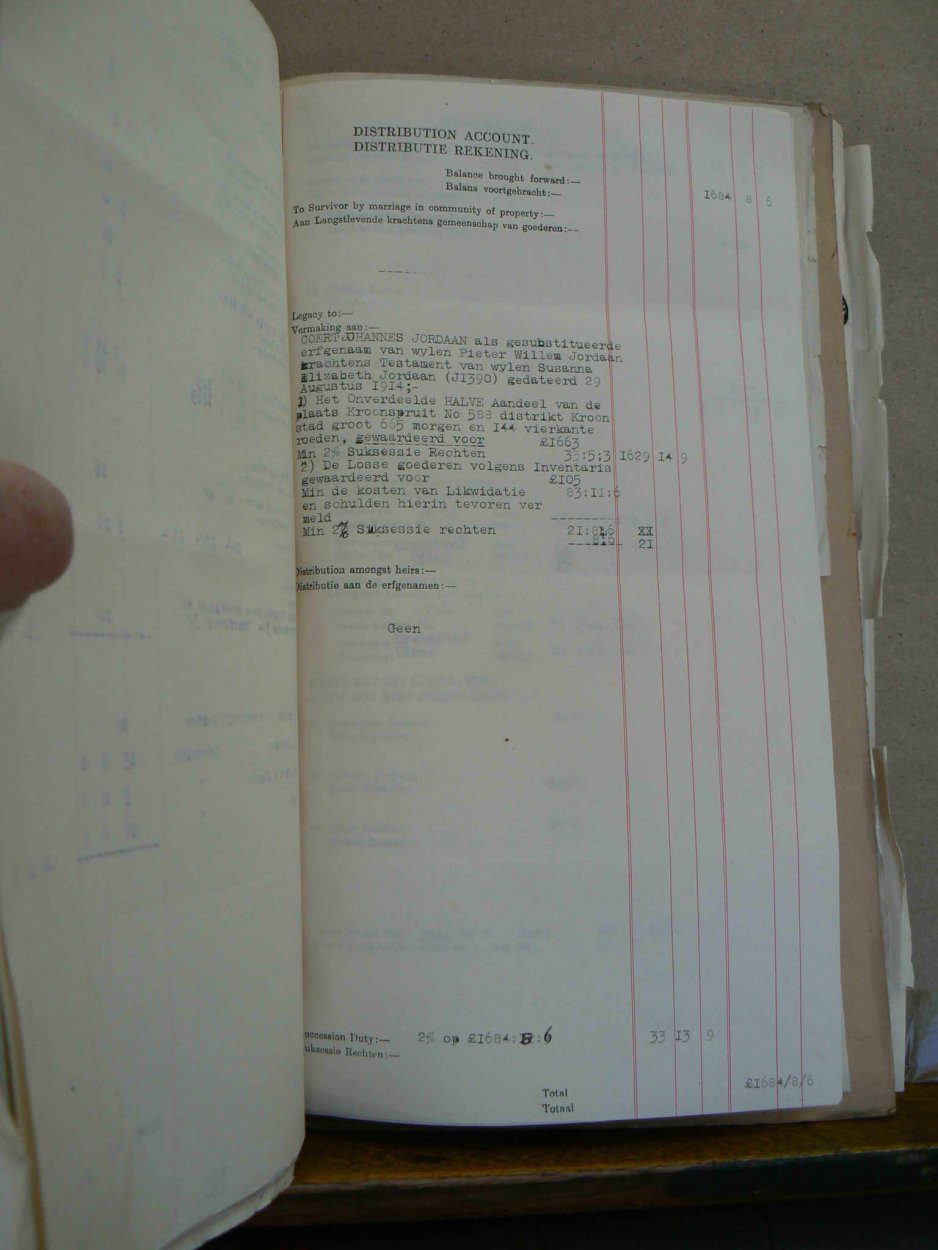 DISTRIBUTION ACCOUNT.
DISTRIBUTIE REKENING.
Balance brought forward:—
Balans voortgebracht:— 1684 8 6
To Survivor by marriage in community of property:—
Aan Langstlevende krachtens gemeenschap van goederen:--
Legacy to:—
Vermaking aan:—
COERT JOHANNES JORDAAN als gesubstitueerde
erfgenaam van wylen Pieter Willem Jordaan
krachtens Testament van wylen Susanna
Elizabeth Jordaan (J1390) gedateerd 29
Augustus 1914;-
1) Het Onverdeelde HALVE Aandeel van de
plaats Kroonspruit No 588 distrikt Kroon
stad groot 665 morgen en 144 vierkante
roeden, gewaardeerd voor £1663
Min 2% Suksessie Rechten 33:5:3 1629 14 9
2) De Losse goederen volgens Inventaris
gewaardeerd voor £105
Min de kosten van Likwidatie 83:11:6
en schulden hierin tevoren ver
meld
Min 2% Suksessie rechten 21:8:6 XX
8:6 21
Distribution amongst heirs:—
Distributie aan de erfgenamen:—
Geen
uccession Duty:— 2% op £1684:8:6 33 13 9
uksessie Rechten:—
£1684/8/6
Total
Totaal